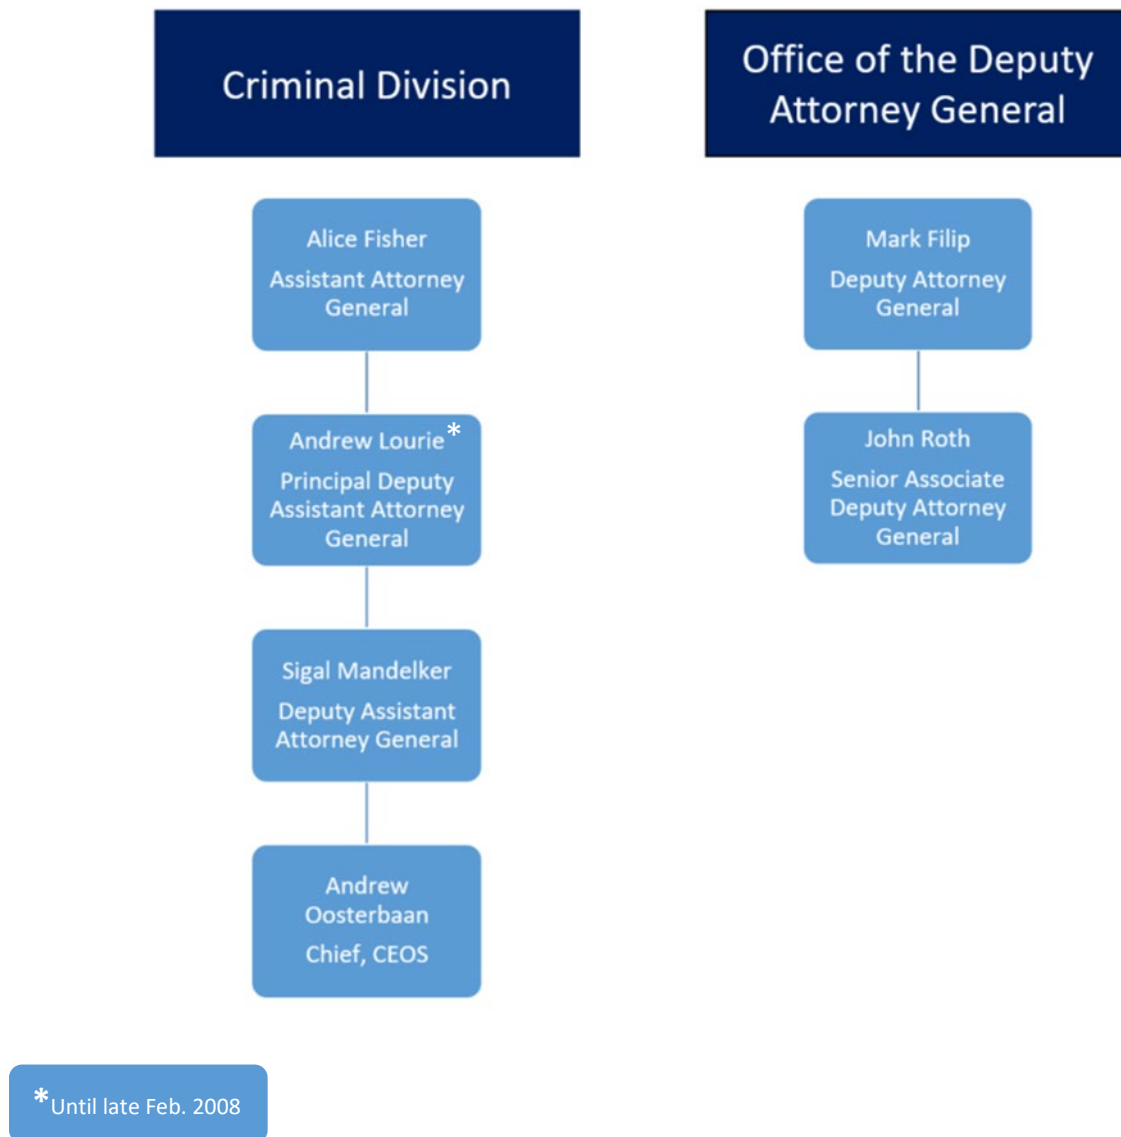 Criminal Division
Office of the Deputy
Attorney General
Alice Fisher
Assistant Attorney
General
Andrew Lourie*
Principal Deputy
Assistant Attorney
General
Sigal Mandelker
Deputy Assistant
Attorney General
Andrew
Oosterbaan
Chief, CEOS
Mark Filip
Deputy Attorney
General
John Roth
Senior Associate
Deputy Attorney
General
*Until late Feb. 2008